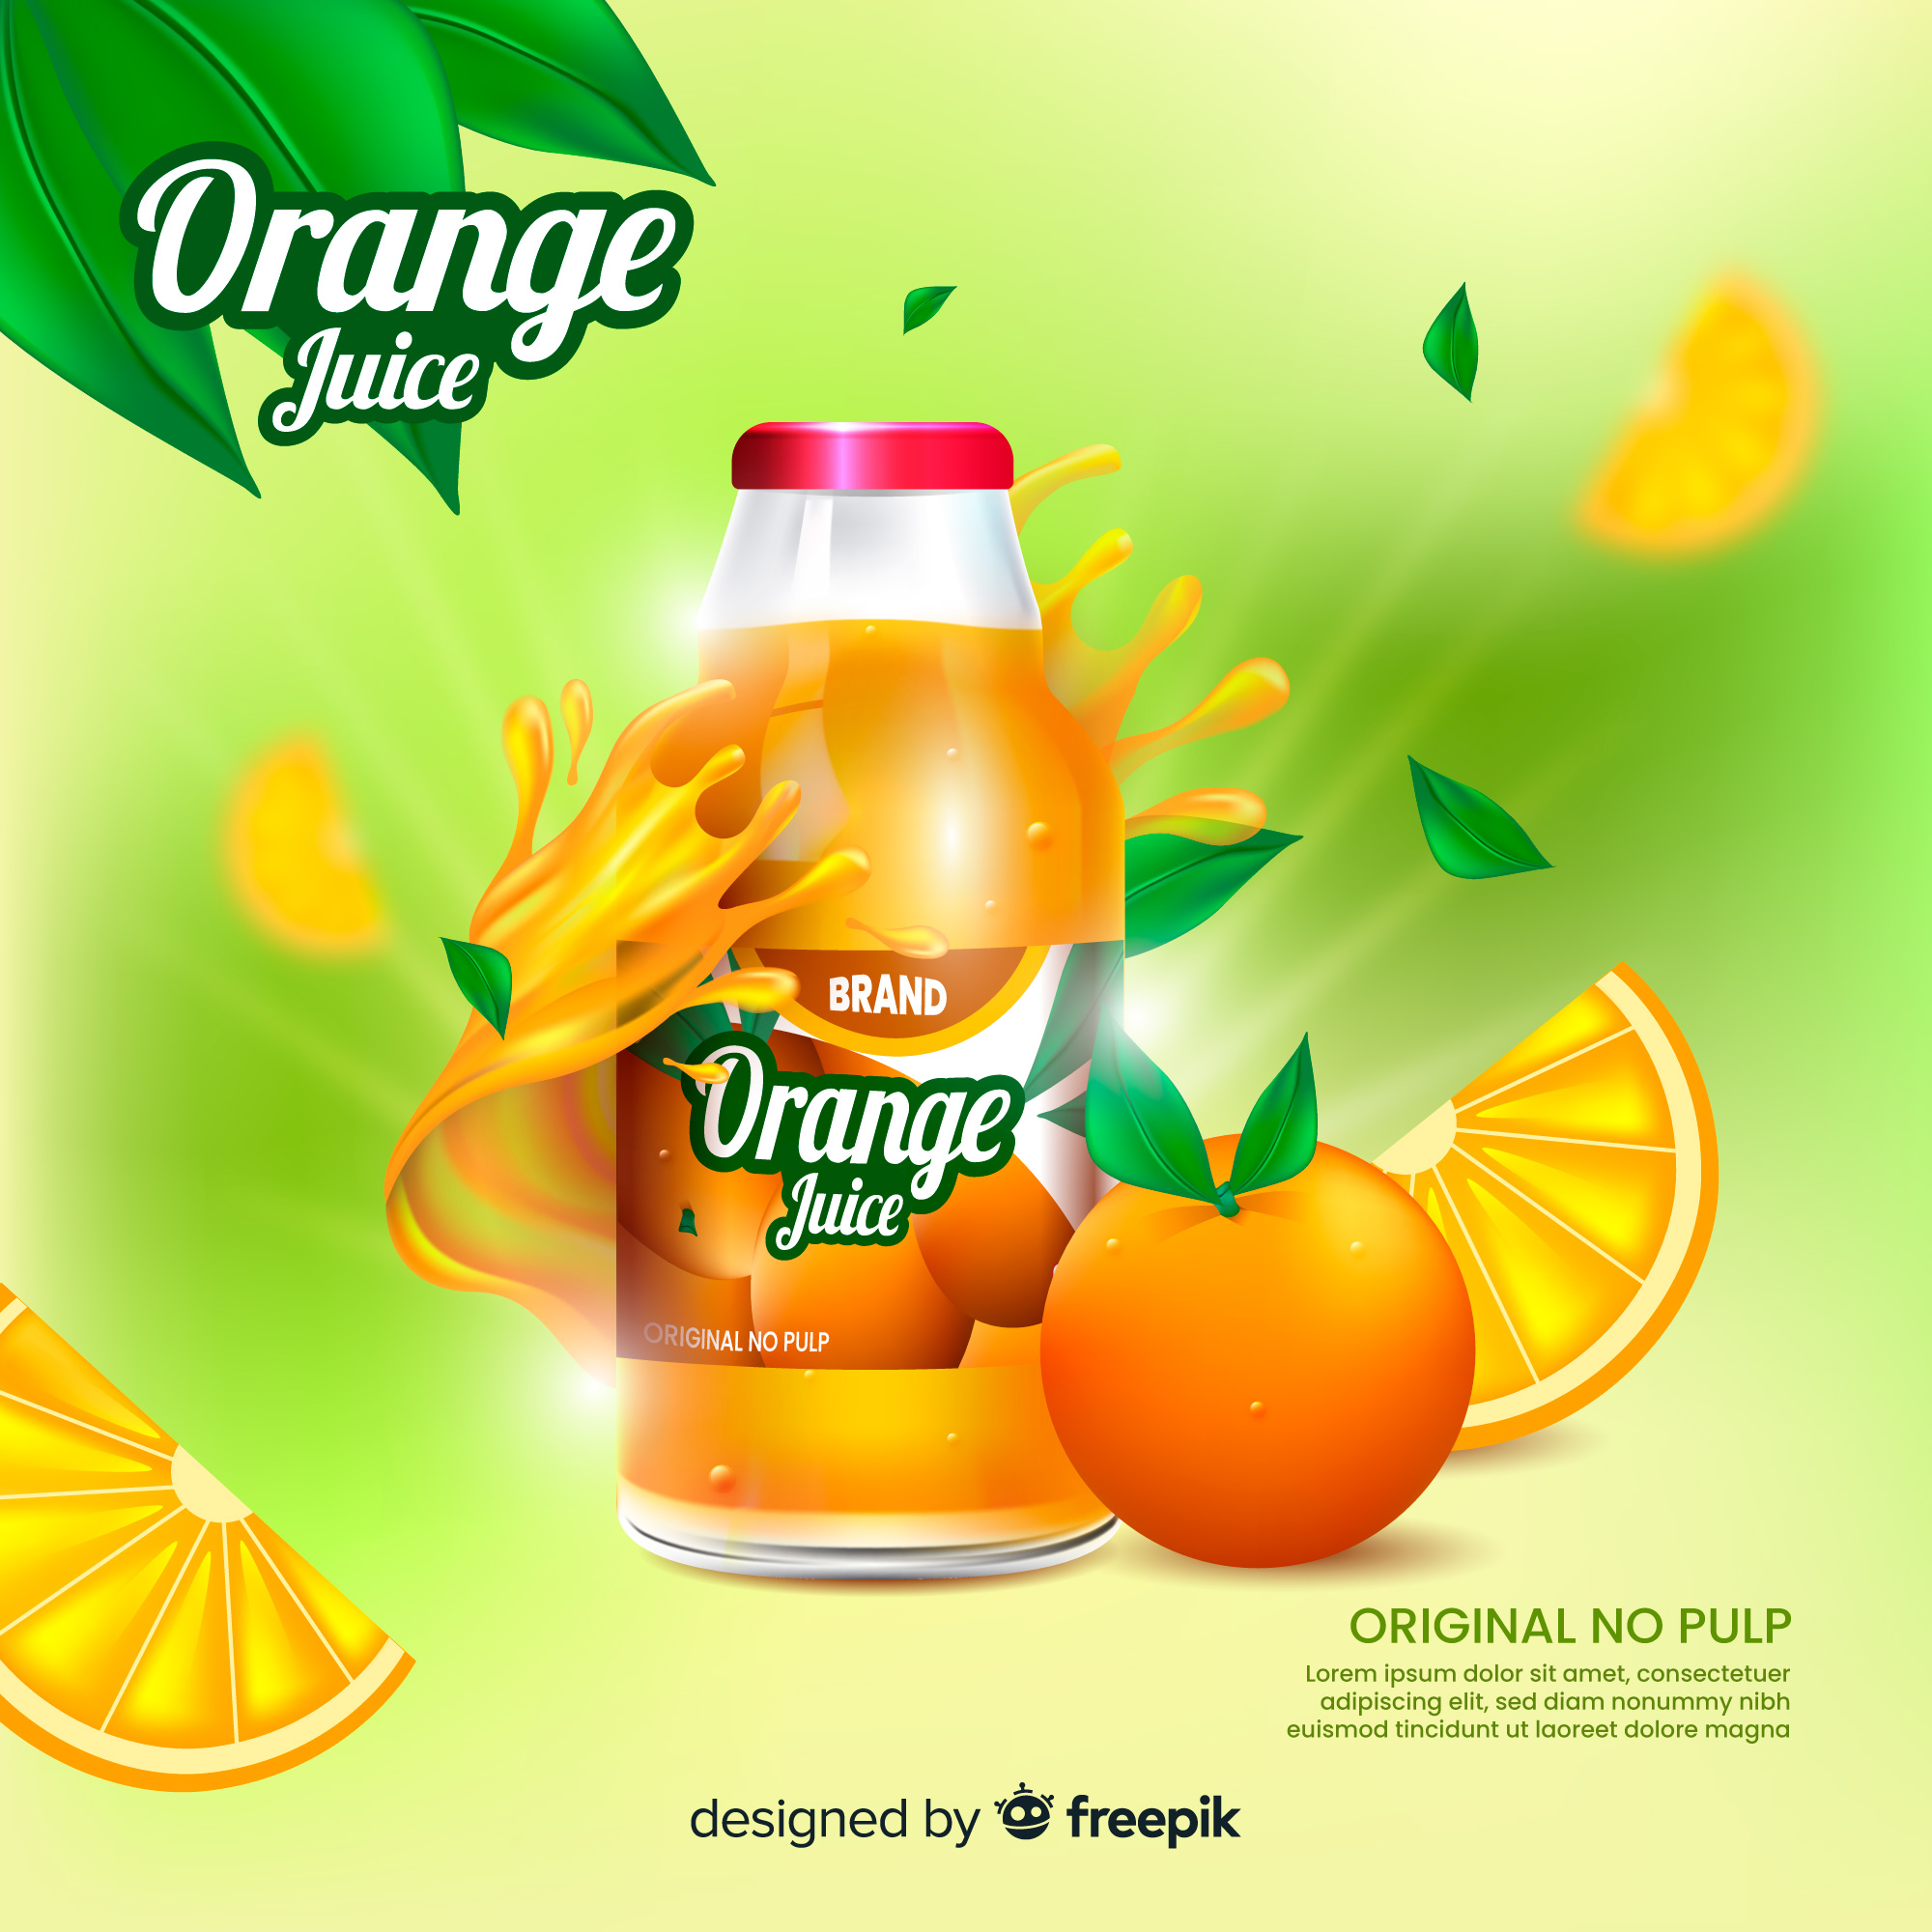 Orange
Juice
BRAND
Orange
Juice
ORIGINAL NO PULP
ORIGINAL NO PULP
Lorem ipsum dolor sit amet, consectetuer
adipiscing elit, sed diam nonummy nibh
euismod tincidunt ut laoreet dolore magna
designed by freepik